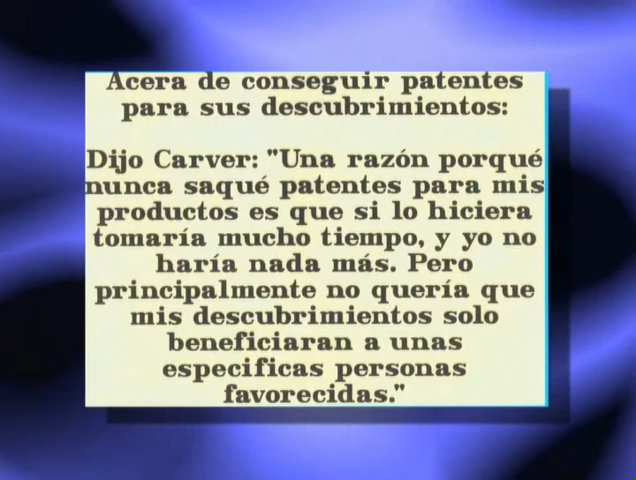 Acera de conseguir patentes
para sus descubrimientos:
Dijo Carver: "Una razón porqué
nunca saqué patentes para mis
productos es que si lo hiciera
tomaría mucho tiempo, y yo no
haría nada más. Pero
principalmente no quería que
mis descubrimientos solo
beneficiaran a unas
especificas personas
favorecidas."